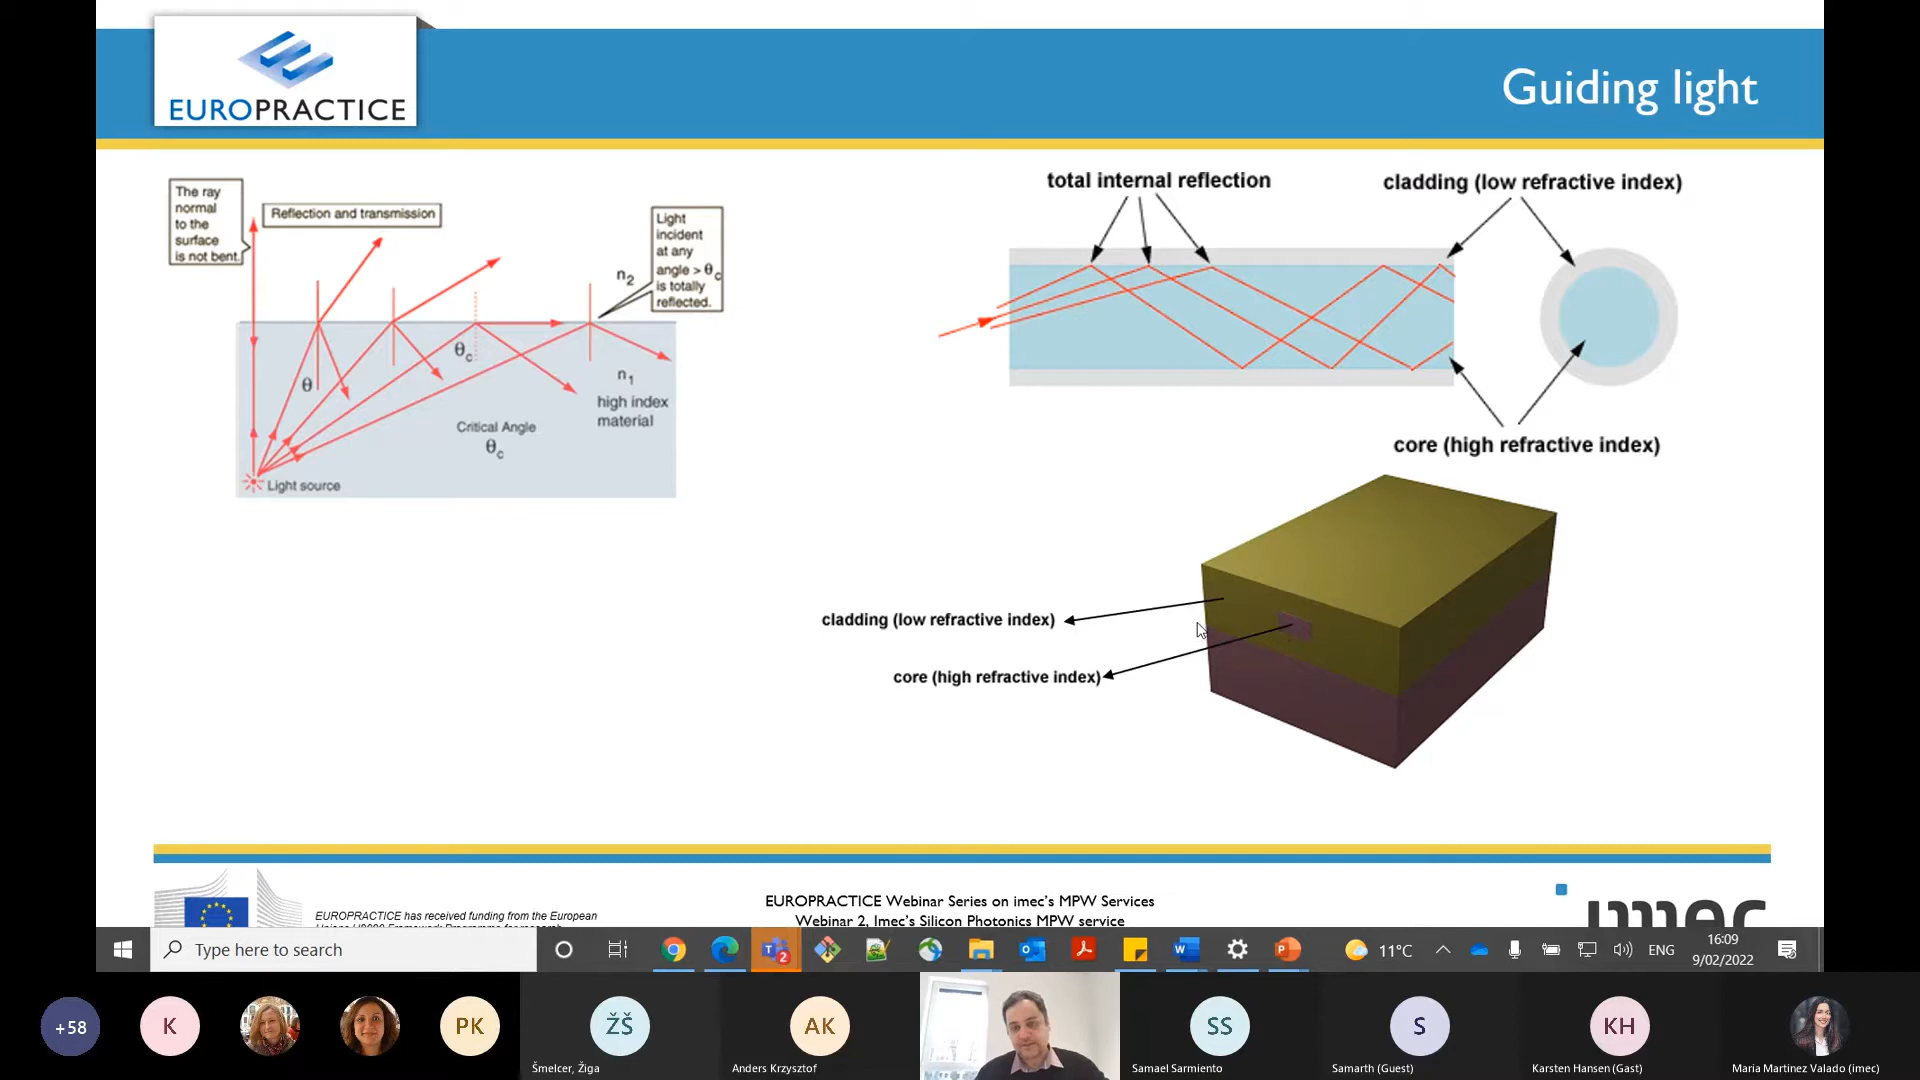 EUROPRACTICE
Guiding light
The ray
normal
to the
surface
is not bent.
Reflection and transmission
Light
incident
at any
angle > θc
is totally
reflected.
n2
θ
θc
n1
high index
material
Critical Angle
θc
Light source
total internal reflection
cladding (low refractive index)
core (high refractive index)
cladding (low refractive index)
core (high refractive index)
EUROPRACTICE has received funding from the European
EUROPRACTICE Webinar Series on imec's MPW Services
Webinar 2, Imec's Silicon Photonics MPW service
imec
Type here to search
2
11°C
ENG
16:09
9/02/2022
+58
K
PK
ŽŠ
Šmelcer, Žiga
AK
Anders Krzysztof
SS
Samael Sarmiento
S
Samarth (Guest)
KH
Karsten Hansen (Gast)
Maria Martinez Valado (imec)